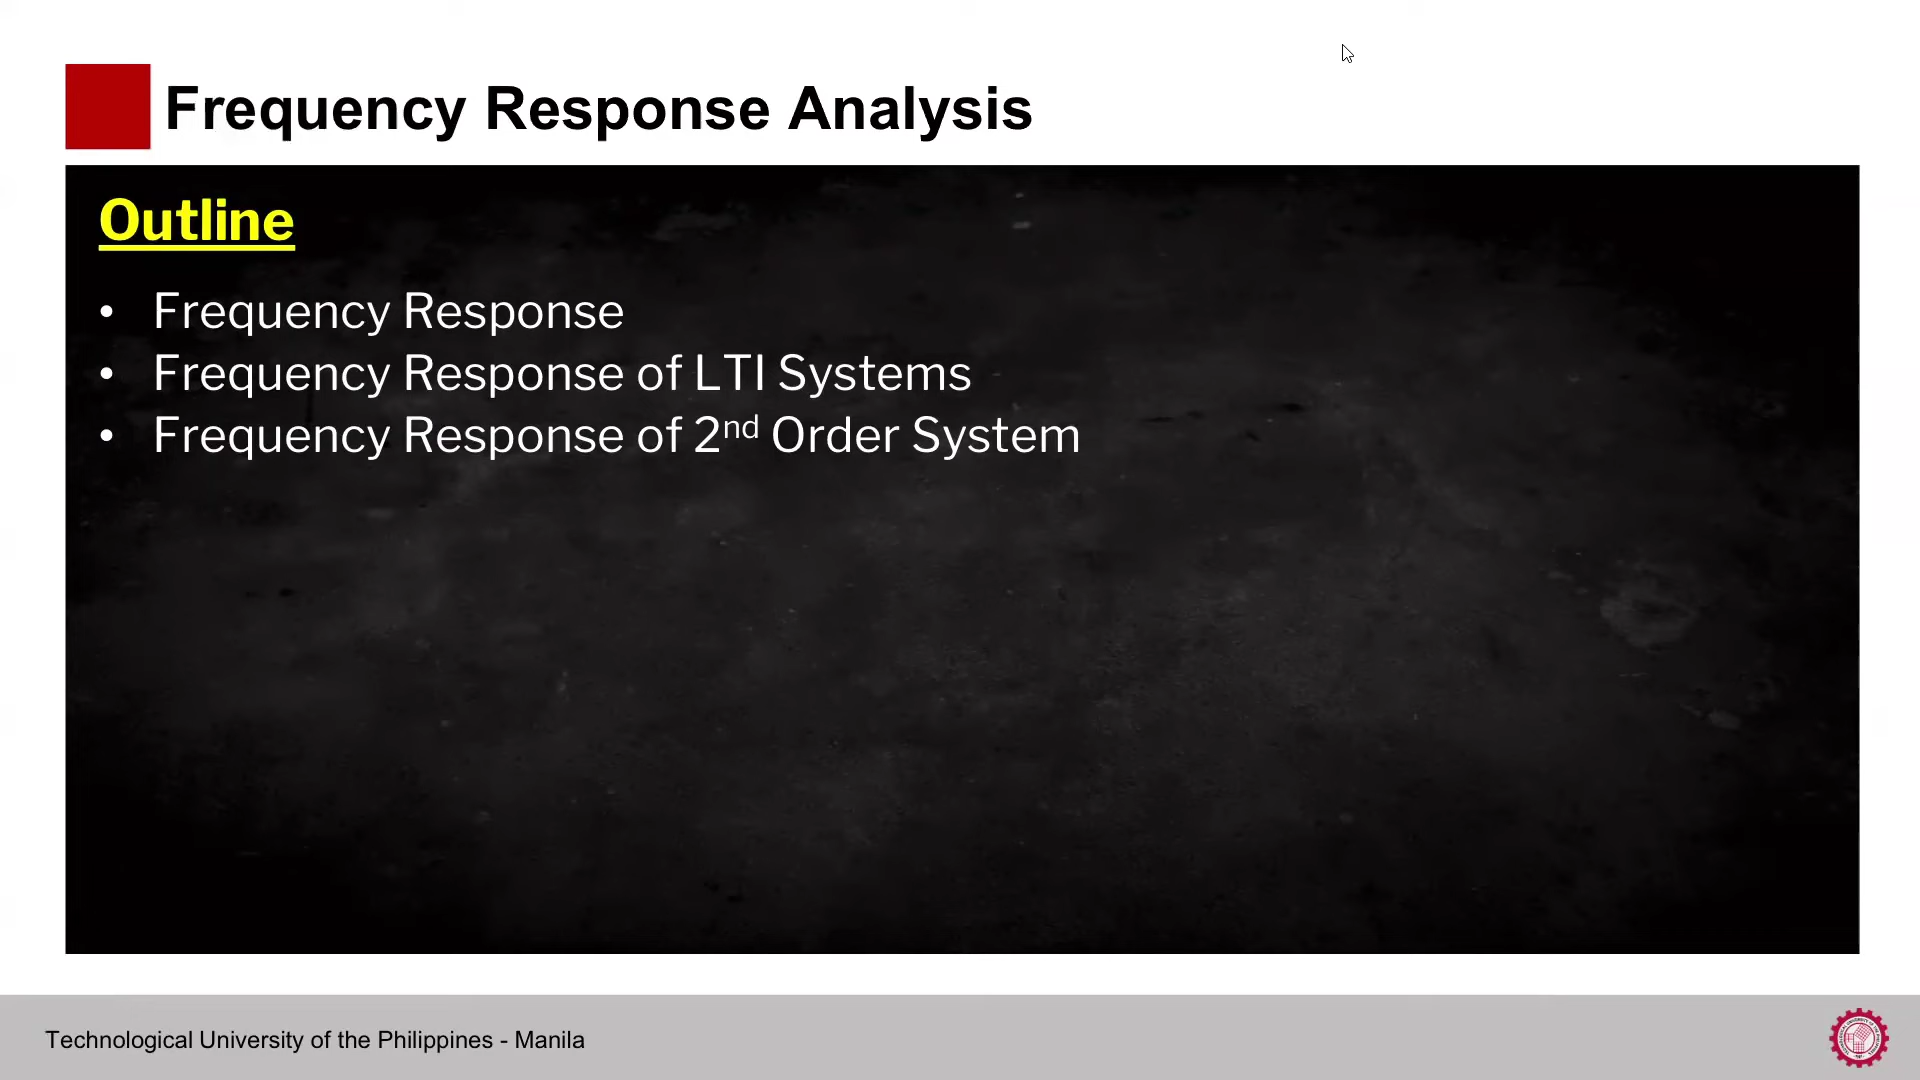 Frequency Response Analysis
Outline
• Frequency Response
• Frequency Response of LTI Systems
• Frequency Response of 2nd Order System
Technological University of the Philippines - Manila